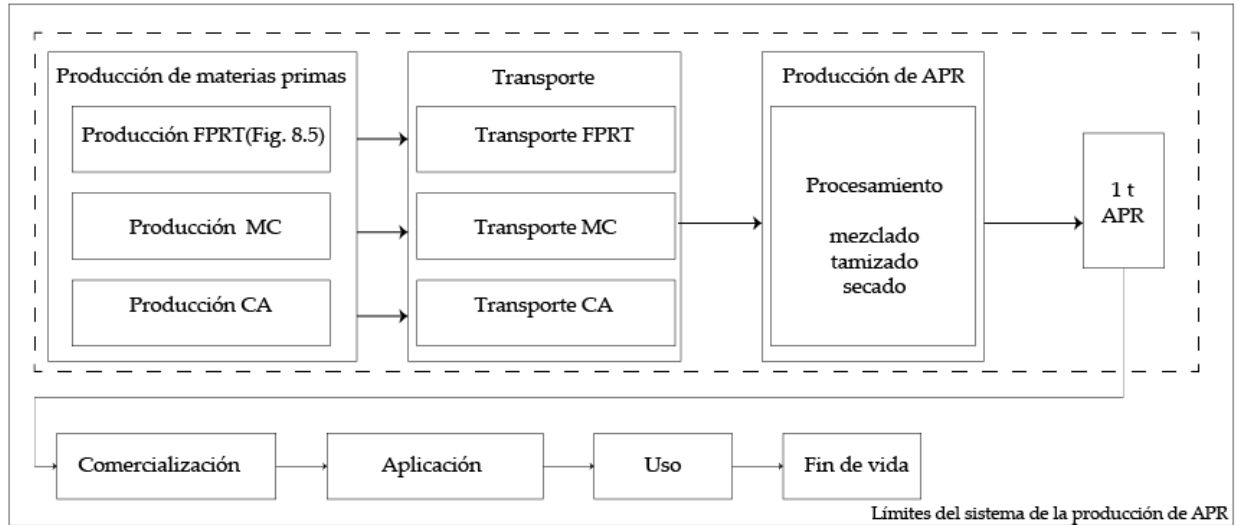 Producción de materias primas
Producción FPRT(Fig. 8.5)
Producción MC
Producción CA
Transporte
Transporte FPRT
Transporte MC
Transporte CA
Producción de APR
Procesamiento
mezclado
tamizado
secado
1 t
APR
Comercialización
Aplicación
Uso
Fin de vida
Límites del sistema de la producción de APR